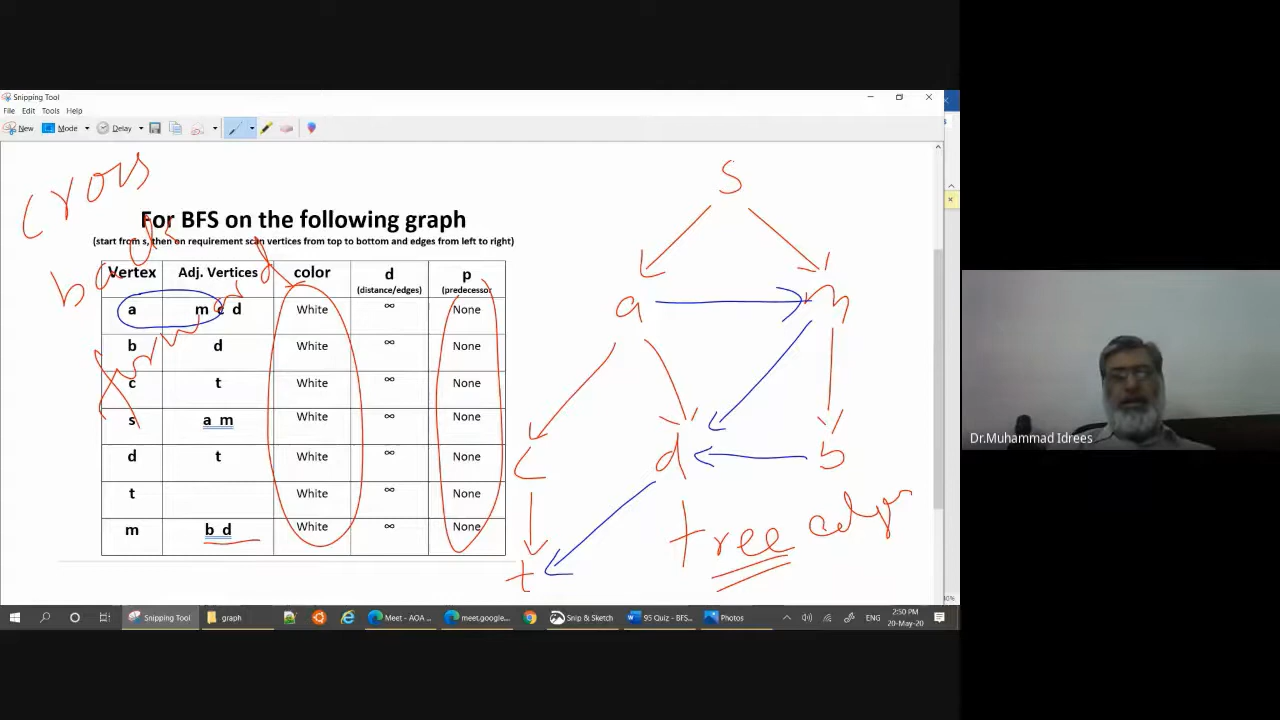 Snipping Tool
File Edit Tools Help
New Mode Delay
cross
back
forward
For BFS on the following graph
(start from s, then on requirement scan vertices from top to bottom and edges from left to right)
Vertex Adj. Vertices color d (distance/edges) p (predecessor
a m c d White ∞ None
b d White ∞ None
c t White ∞ None
s a m White ∞ None
d t White ∞ None
t White ∞ None
m b d White ∞ None
s
a m
c d b
t
tree edge
Dr.Muhammad Idrees
Snipping Tool graph Meet - AOA ... meet.google... Snip & Sketch 95 Quiz - BFS... Photos ENG 2:50 PM
20-May-20